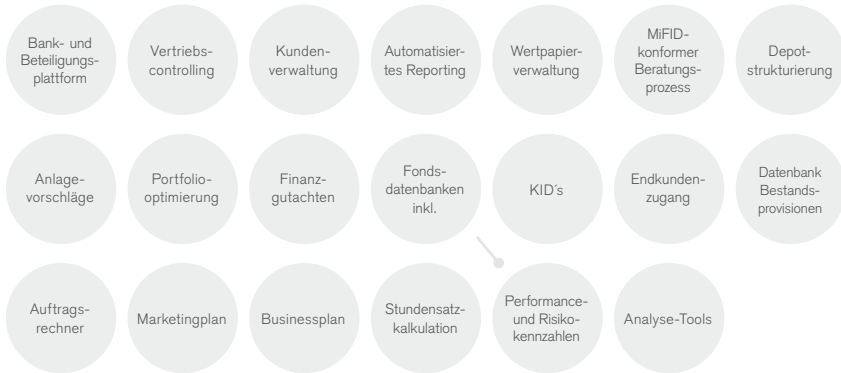 Bank- und
Beteiligungs-
plattform
Vertriebs-
controlling
Kunden-
verwaltung
Automatisier-
tes Reporting
Wertpapier-
verwaltung
MiFID-
konformer
Beratungs-
prozess
Depot-
strukturierung
Anlage-
vorschläge
Portfolio-
optimierung
Finanz-
gutachten
Fonds-
datenbanken
inkl.
KID´s
Endkunden-
zugang
Datenbank
Bestands-
provisionen
Auftrags-
rechner
Marketingplan
Businessplan
Stundensatz-
kalkulation
Performance-
und Risiko-
kennzahlen
Analyse-Tools